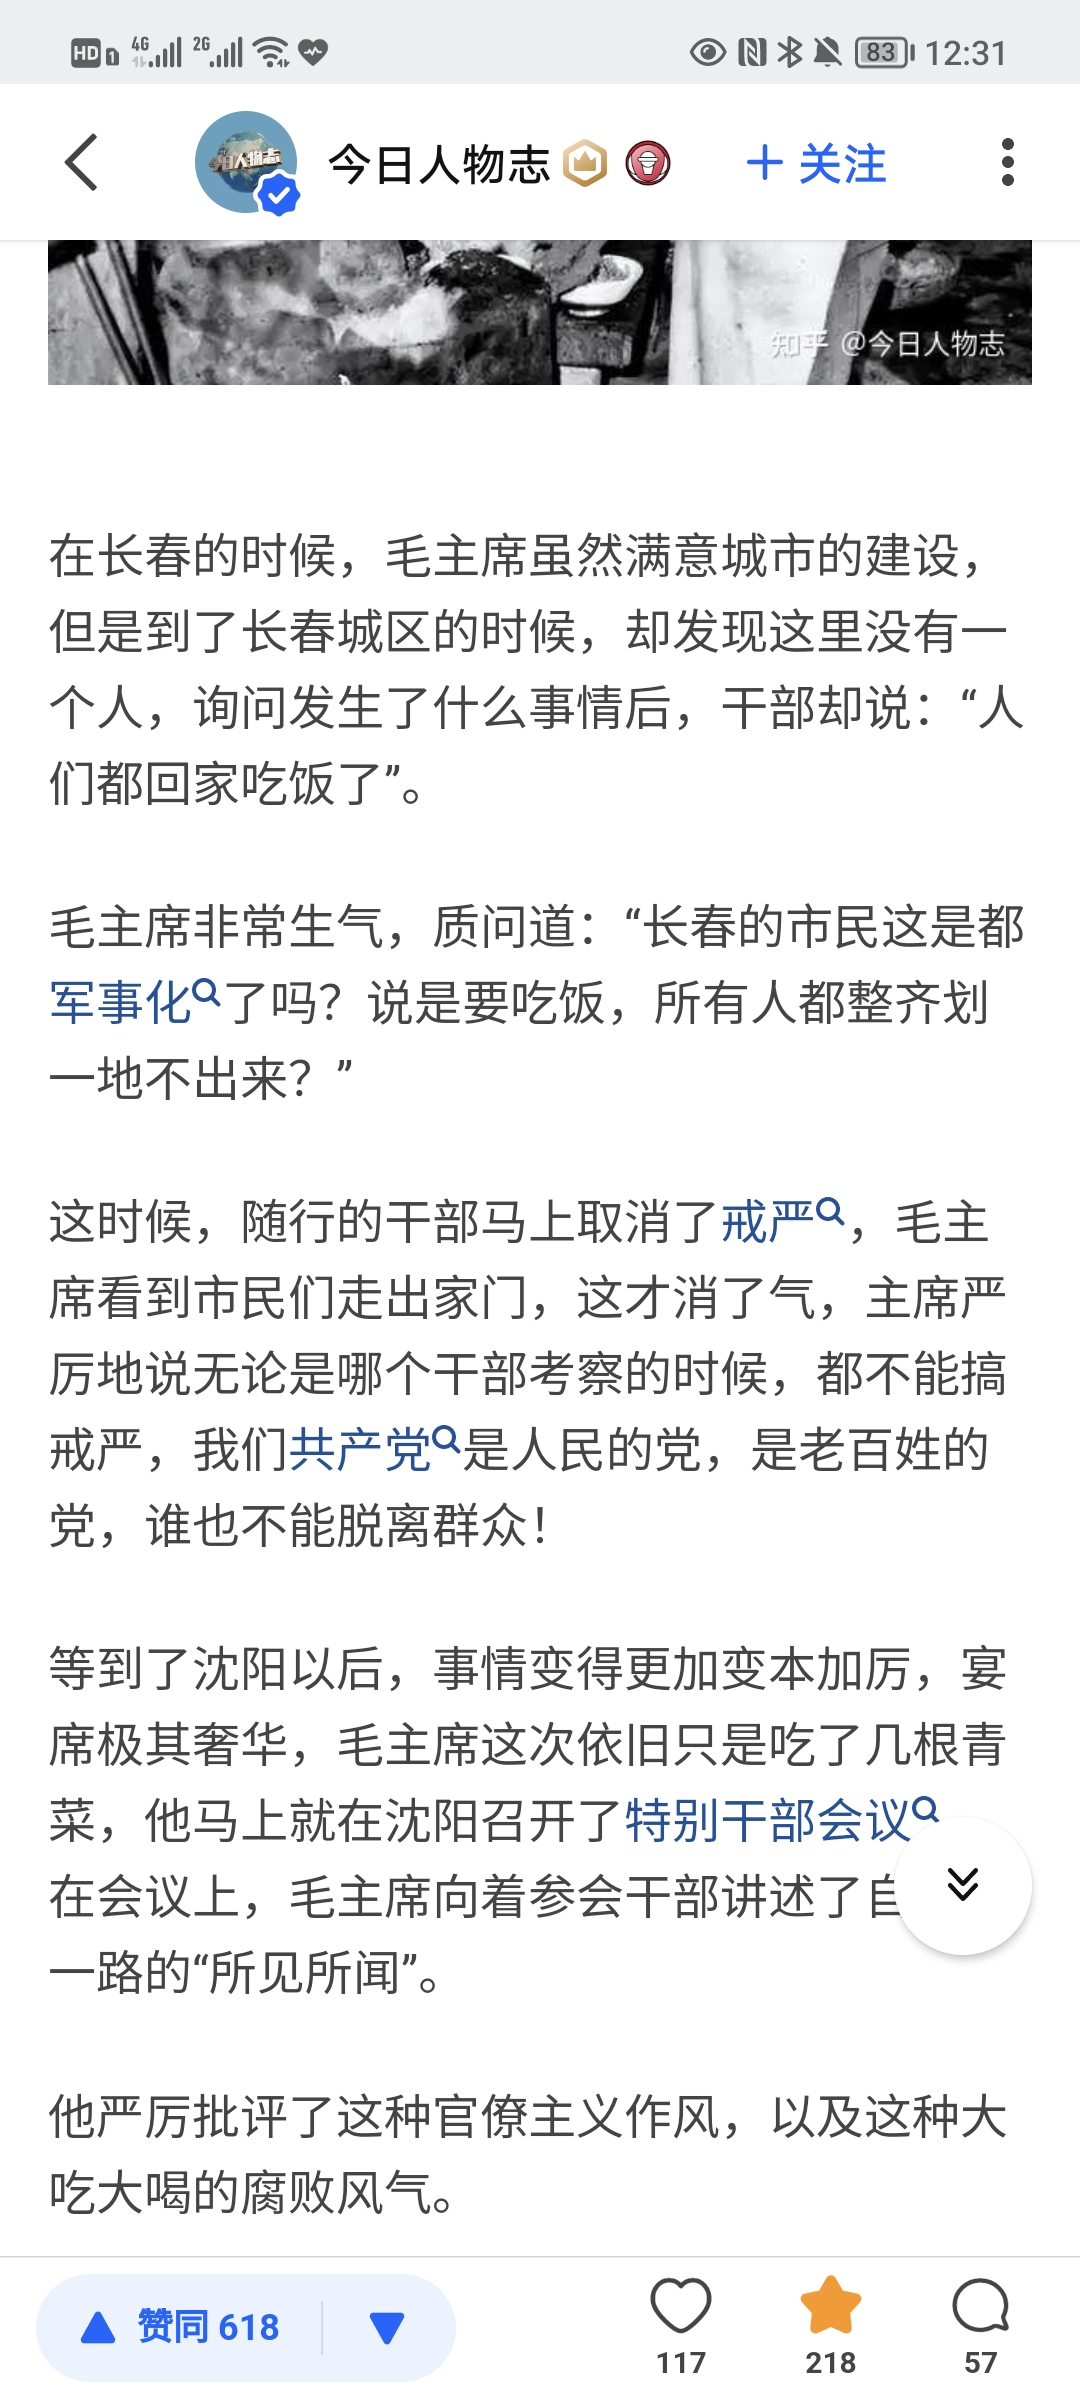 HD 1 4G 2G 83 12:31
今日人物志 + 关注
知乎 @今日人物志
在长春的时候，毛主席虽然满意城市的建设，
但是到了长春城区的时候，却发现这里没有一
个人，询问发生了什么事情后，干部却说：“人
们都回家吃饭了”。
毛主席非常生气，质问道：“长春的市民这是都
军事化了吗？说是要吃饭，所有人都整齐划
一地不出来？”
这时候，随行的干部马上取消了戒严，毛主
席看到市民们走出家门，这才消了气，主席严
厉地说无论是哪个干部考察的时候，都不能搞
戒严，我们共产党是人民的党，是老百姓的
党，谁也不能脱离群众！
等到了沈阳以后，事情变得更加变本加厉，宴
席极其奢华，毛主席这次依旧只是吃了几根青
菜，他马上就在沈阳召开了特别干部会议
在会议上，毛主席向着参会干部讲述了自
一路的“所见所闻”。
他严厉批评了这种官僚主义作风，以及这种大
吃大喝的腐败风气。
赞同 618
117 218 57